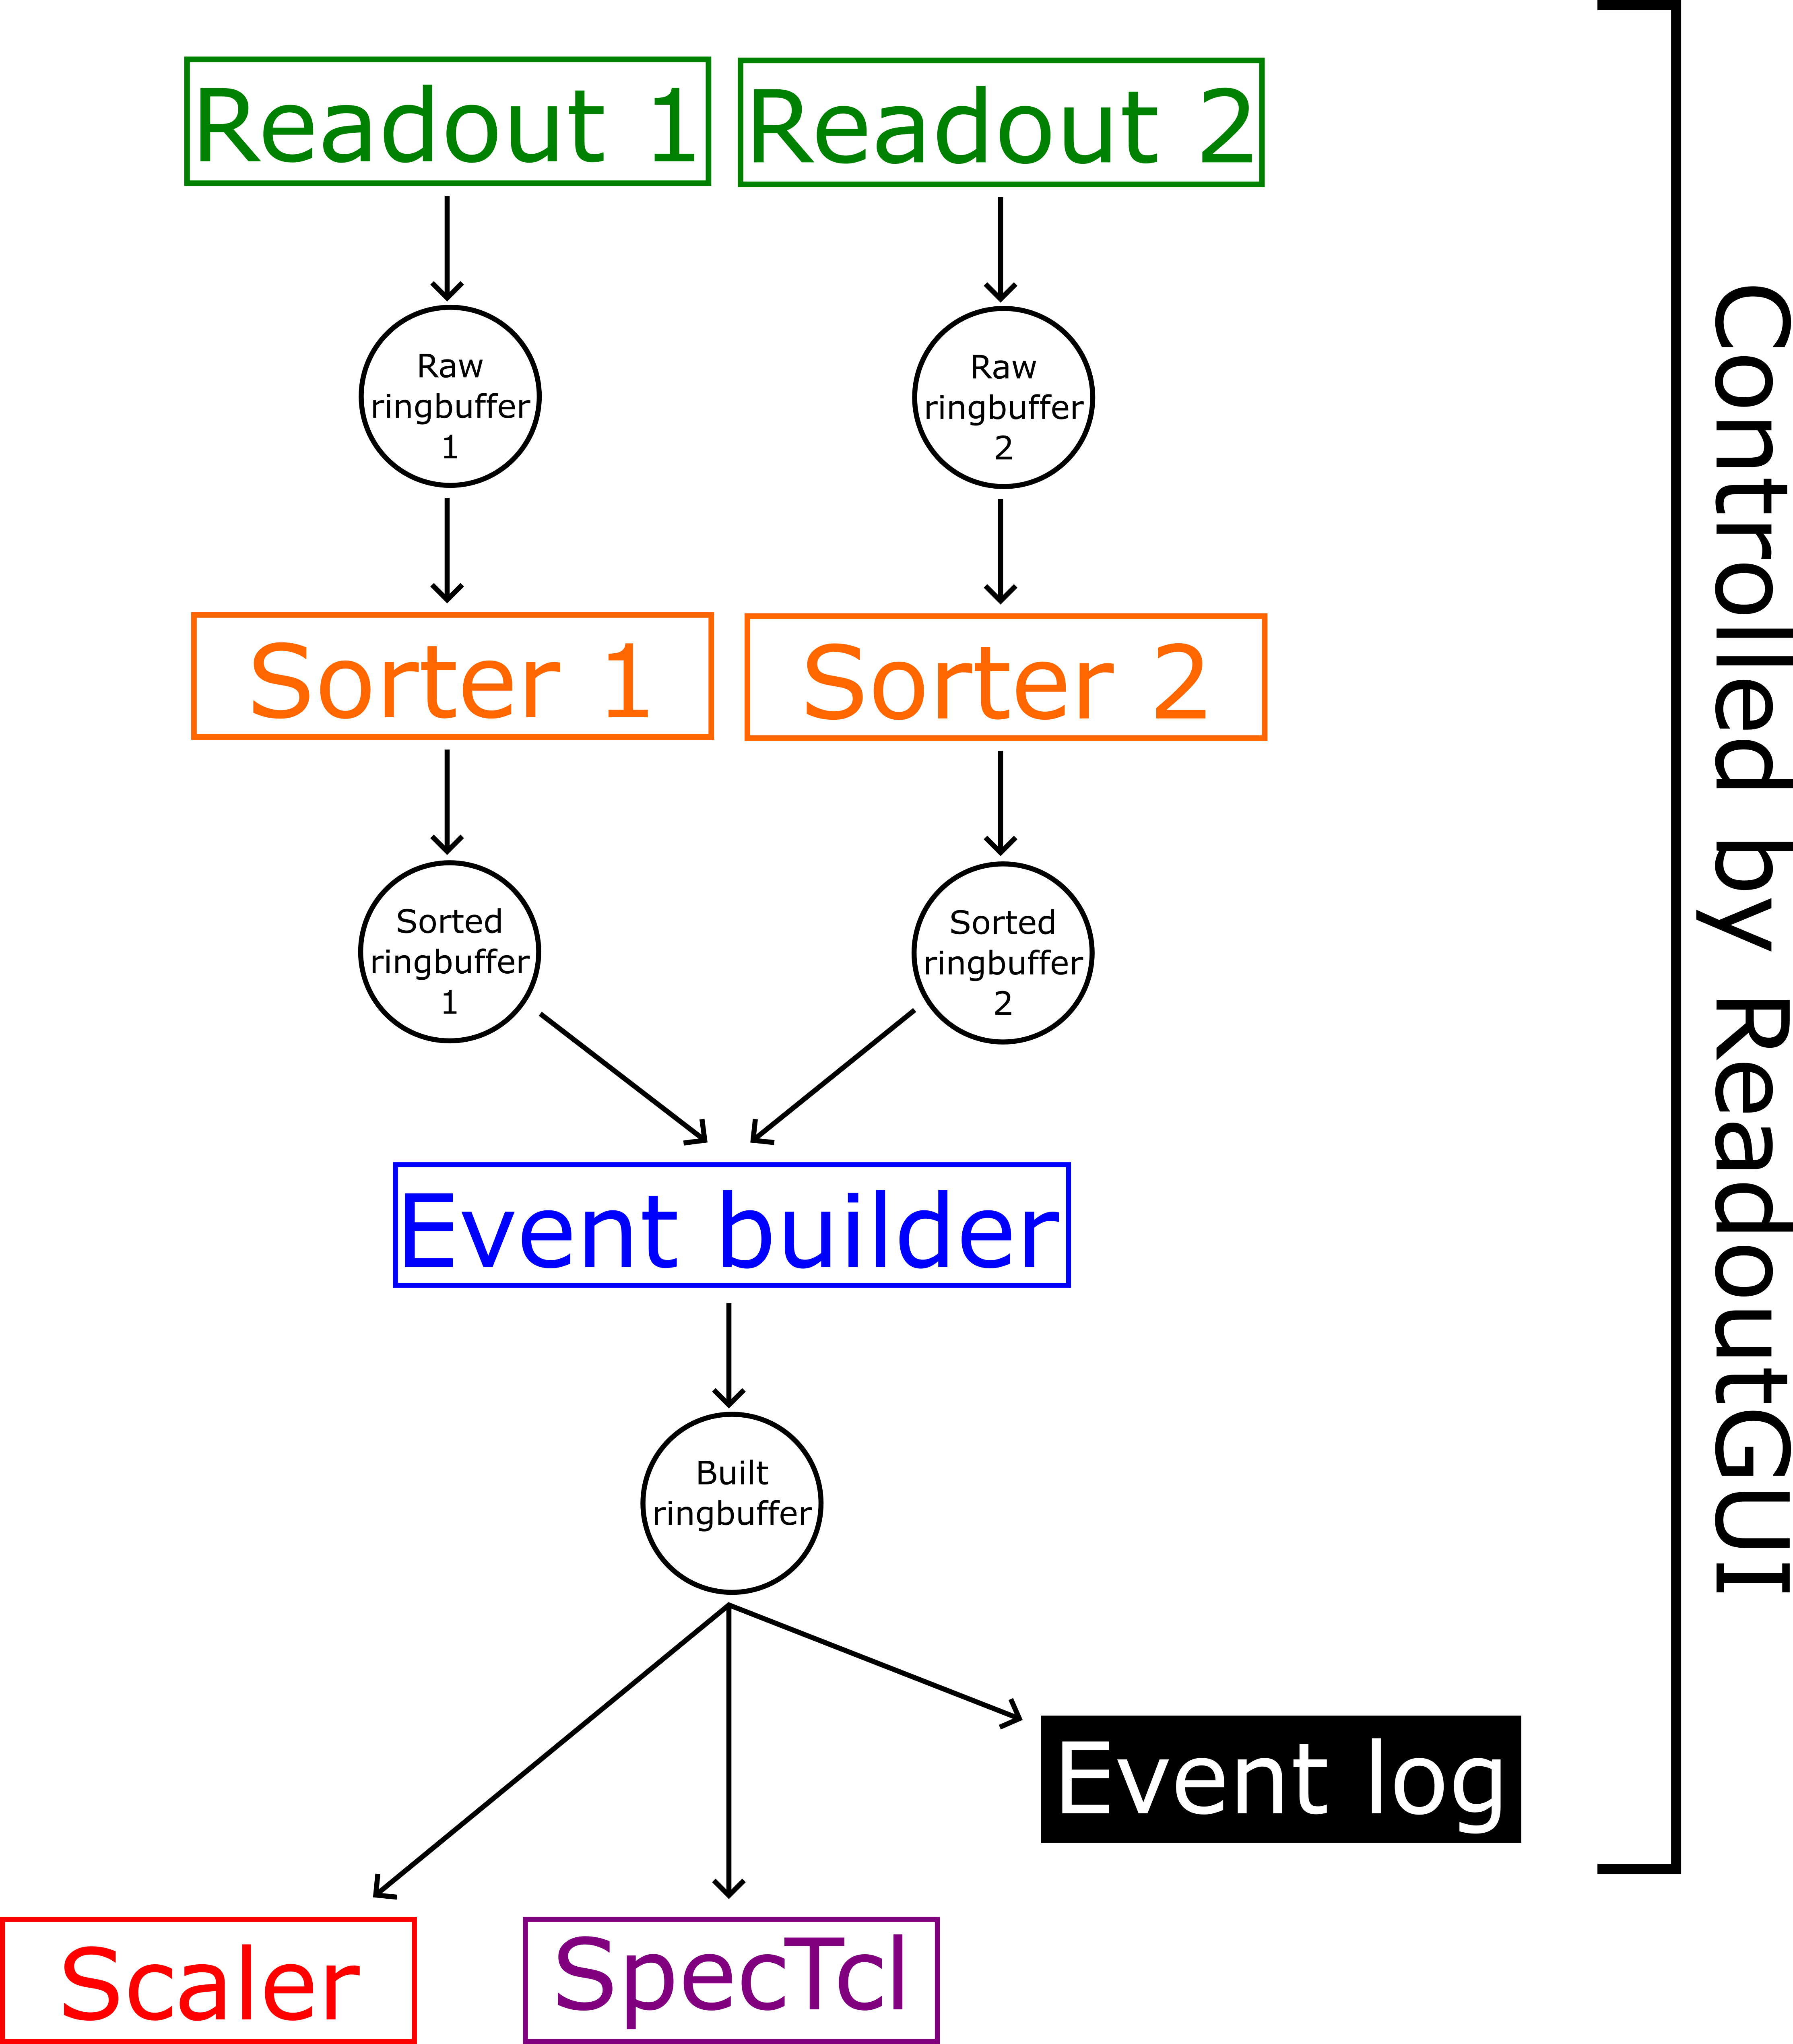 Readout 1
Readout 2
Raw
ringbuffer
1
Raw
ringbuffer
2
Sorter 1
Sorter 2
Sorted
ringbuffer
1
Sorted
ringbuffer
2
Event builder
Built
ringbuffer
Event log
Scaler
SpecTcl
Controlled by ReadoutGUI